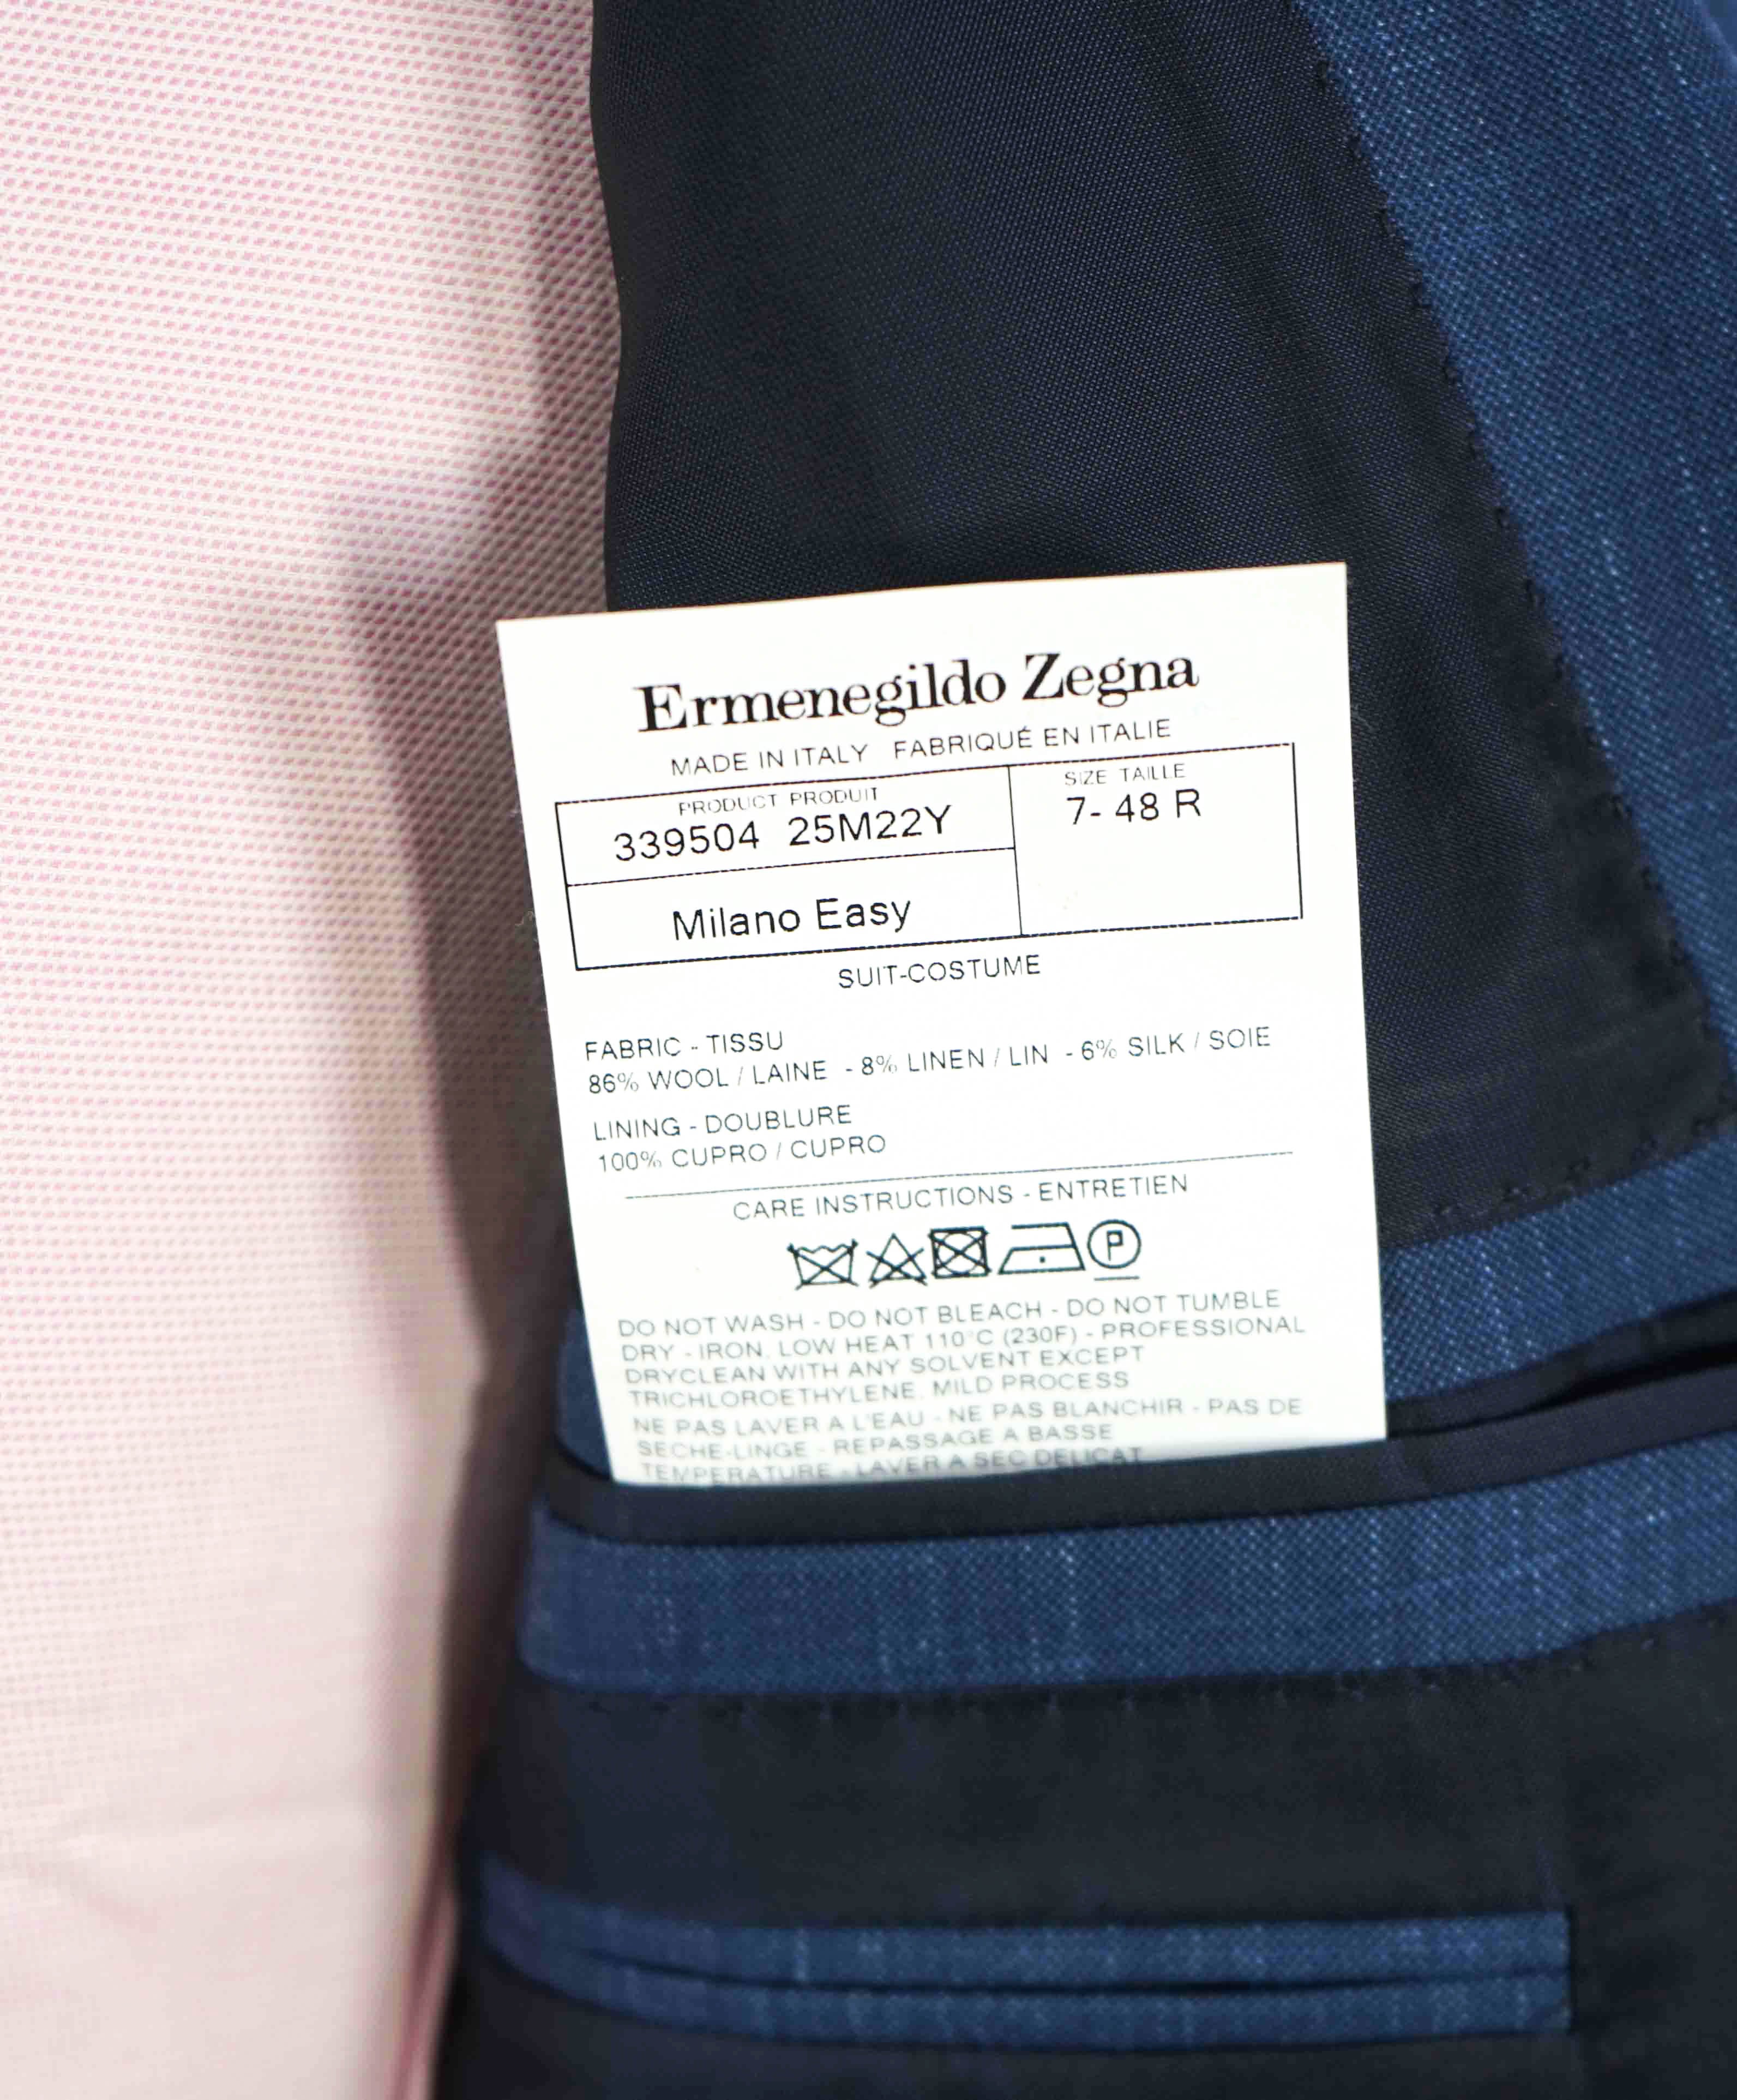 Ermenegildo Zegna
MADE IN ITALY FABRIQUÉ EN ITALIE
PRODUCT PRODUIT
339504 25M22Y
Milano Easy
SIZE TAILLE
7- 48 R
SUIT-COSTUME
FABRIC - TISSU
86% WOOL / LAINE - 8% LINEN / LIN - 6% SILK / SOIE
LINING - DOUBLURE
100% CUPRO / CUPRO
CARE INSTRUCTIONS - ENTRETIEN
P
DO NOT WASH - DO NOT BLEACH - DO NOT TUMBLE
DRY - IRON, LOW HEAT 110°C (230F) - PROFESSIONAL
DRYCLEAN WITH ANY SOLVENT EXCEPT
TRICHLOROETHYLENE, MILD PROCESS
NE PAS LAVER A L'EAU - NE PAS BLANCHIR - PAS DE
SECHE-LINGE - REPASSAGE A BASSE
TEMPERATURE - LAVER A SEC DELICAT